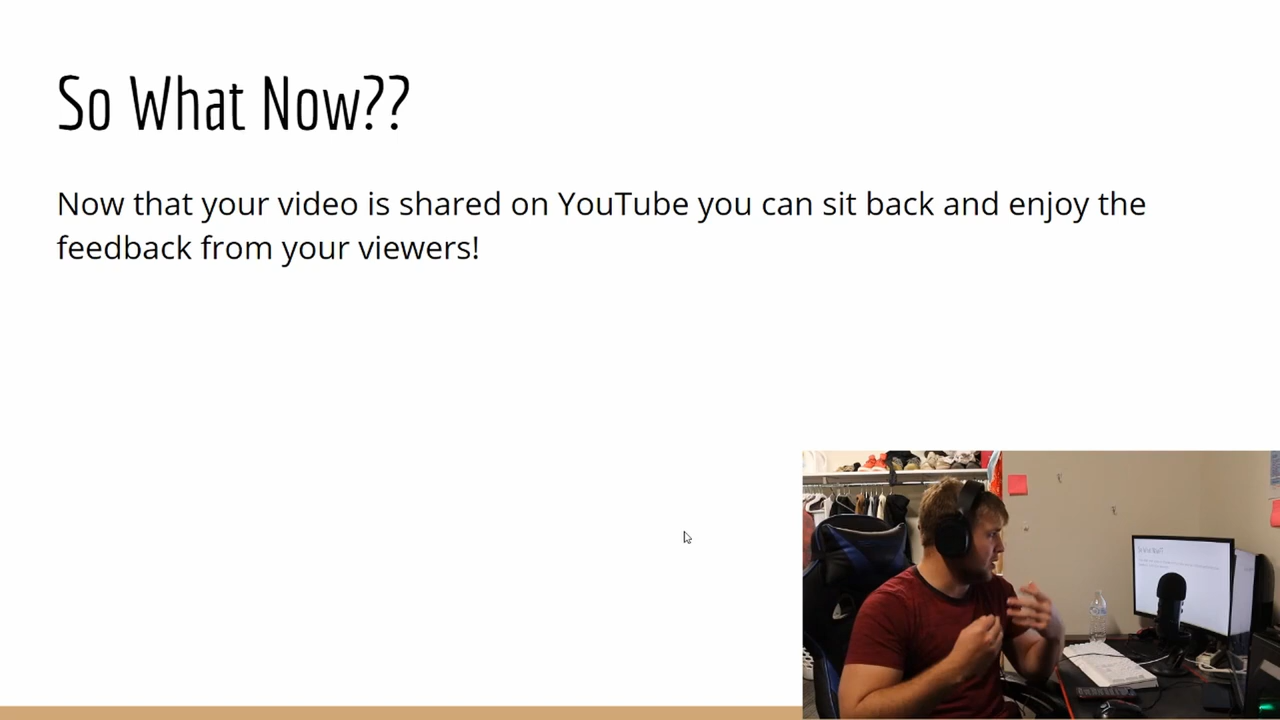 So What Now??
Now that your video is shared on YouTube you can sit back and enjoy the
feedback from your viewers!